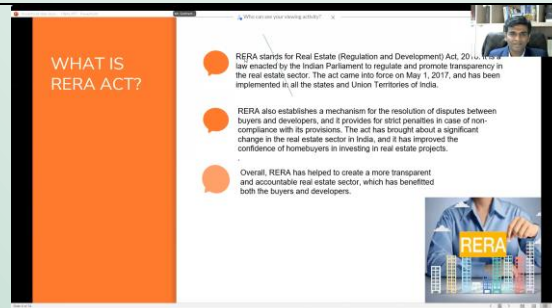 Who can see your viewing activity?
WHAT IS
RERA ACT?
RERA stands for Real Estate (Regulation and Development) Act, 2016. It is a
law enacted by the Indian Parliament to regulate and promote transparency in
the real estate sector. The act came into force on May 1, 2017, and has been
implemented in all the states and Union Territories of India.
RERA also establishes a mechanism for the resolution of disputes between
buyers and developers, and it provides for strict penalities in case of non-
compliance with its provisions. The act has brought about a significant
change in the real estate sector in India, and it has improved the
confidence of homebuyers in investing in real estate projects.
.
Overall, RERA has helped to create a more transparent
and accountable real estate sector, which has benefitted
both the buyers and developers.
RERA